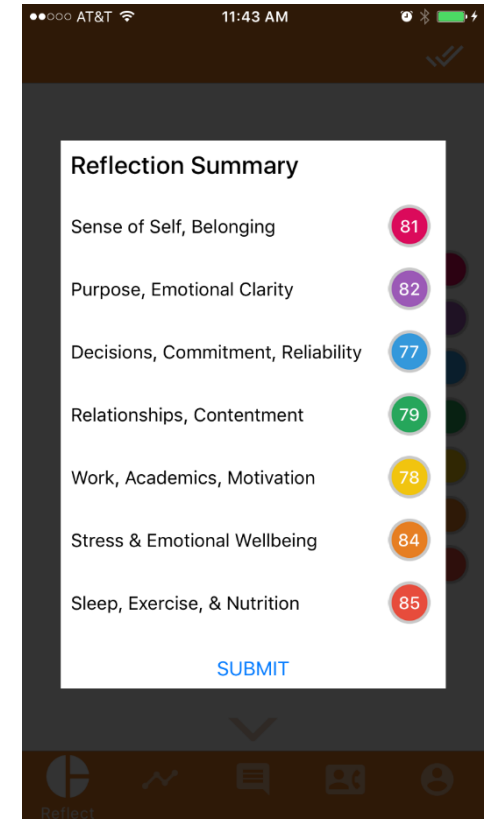 AT&T 11:43 AM
Reflection Summary
Sense of Self, Belonging 81
Purpose, Emotional Clarity 82
Decisions, Commitment, Reliability 77
Relationships, Contentment 79
Work, Academics, Motivation 78
Stress & Emotional Wellbeing 84
Sleep, Exercise, & Nutrition 85
SUBMIT
Reflect